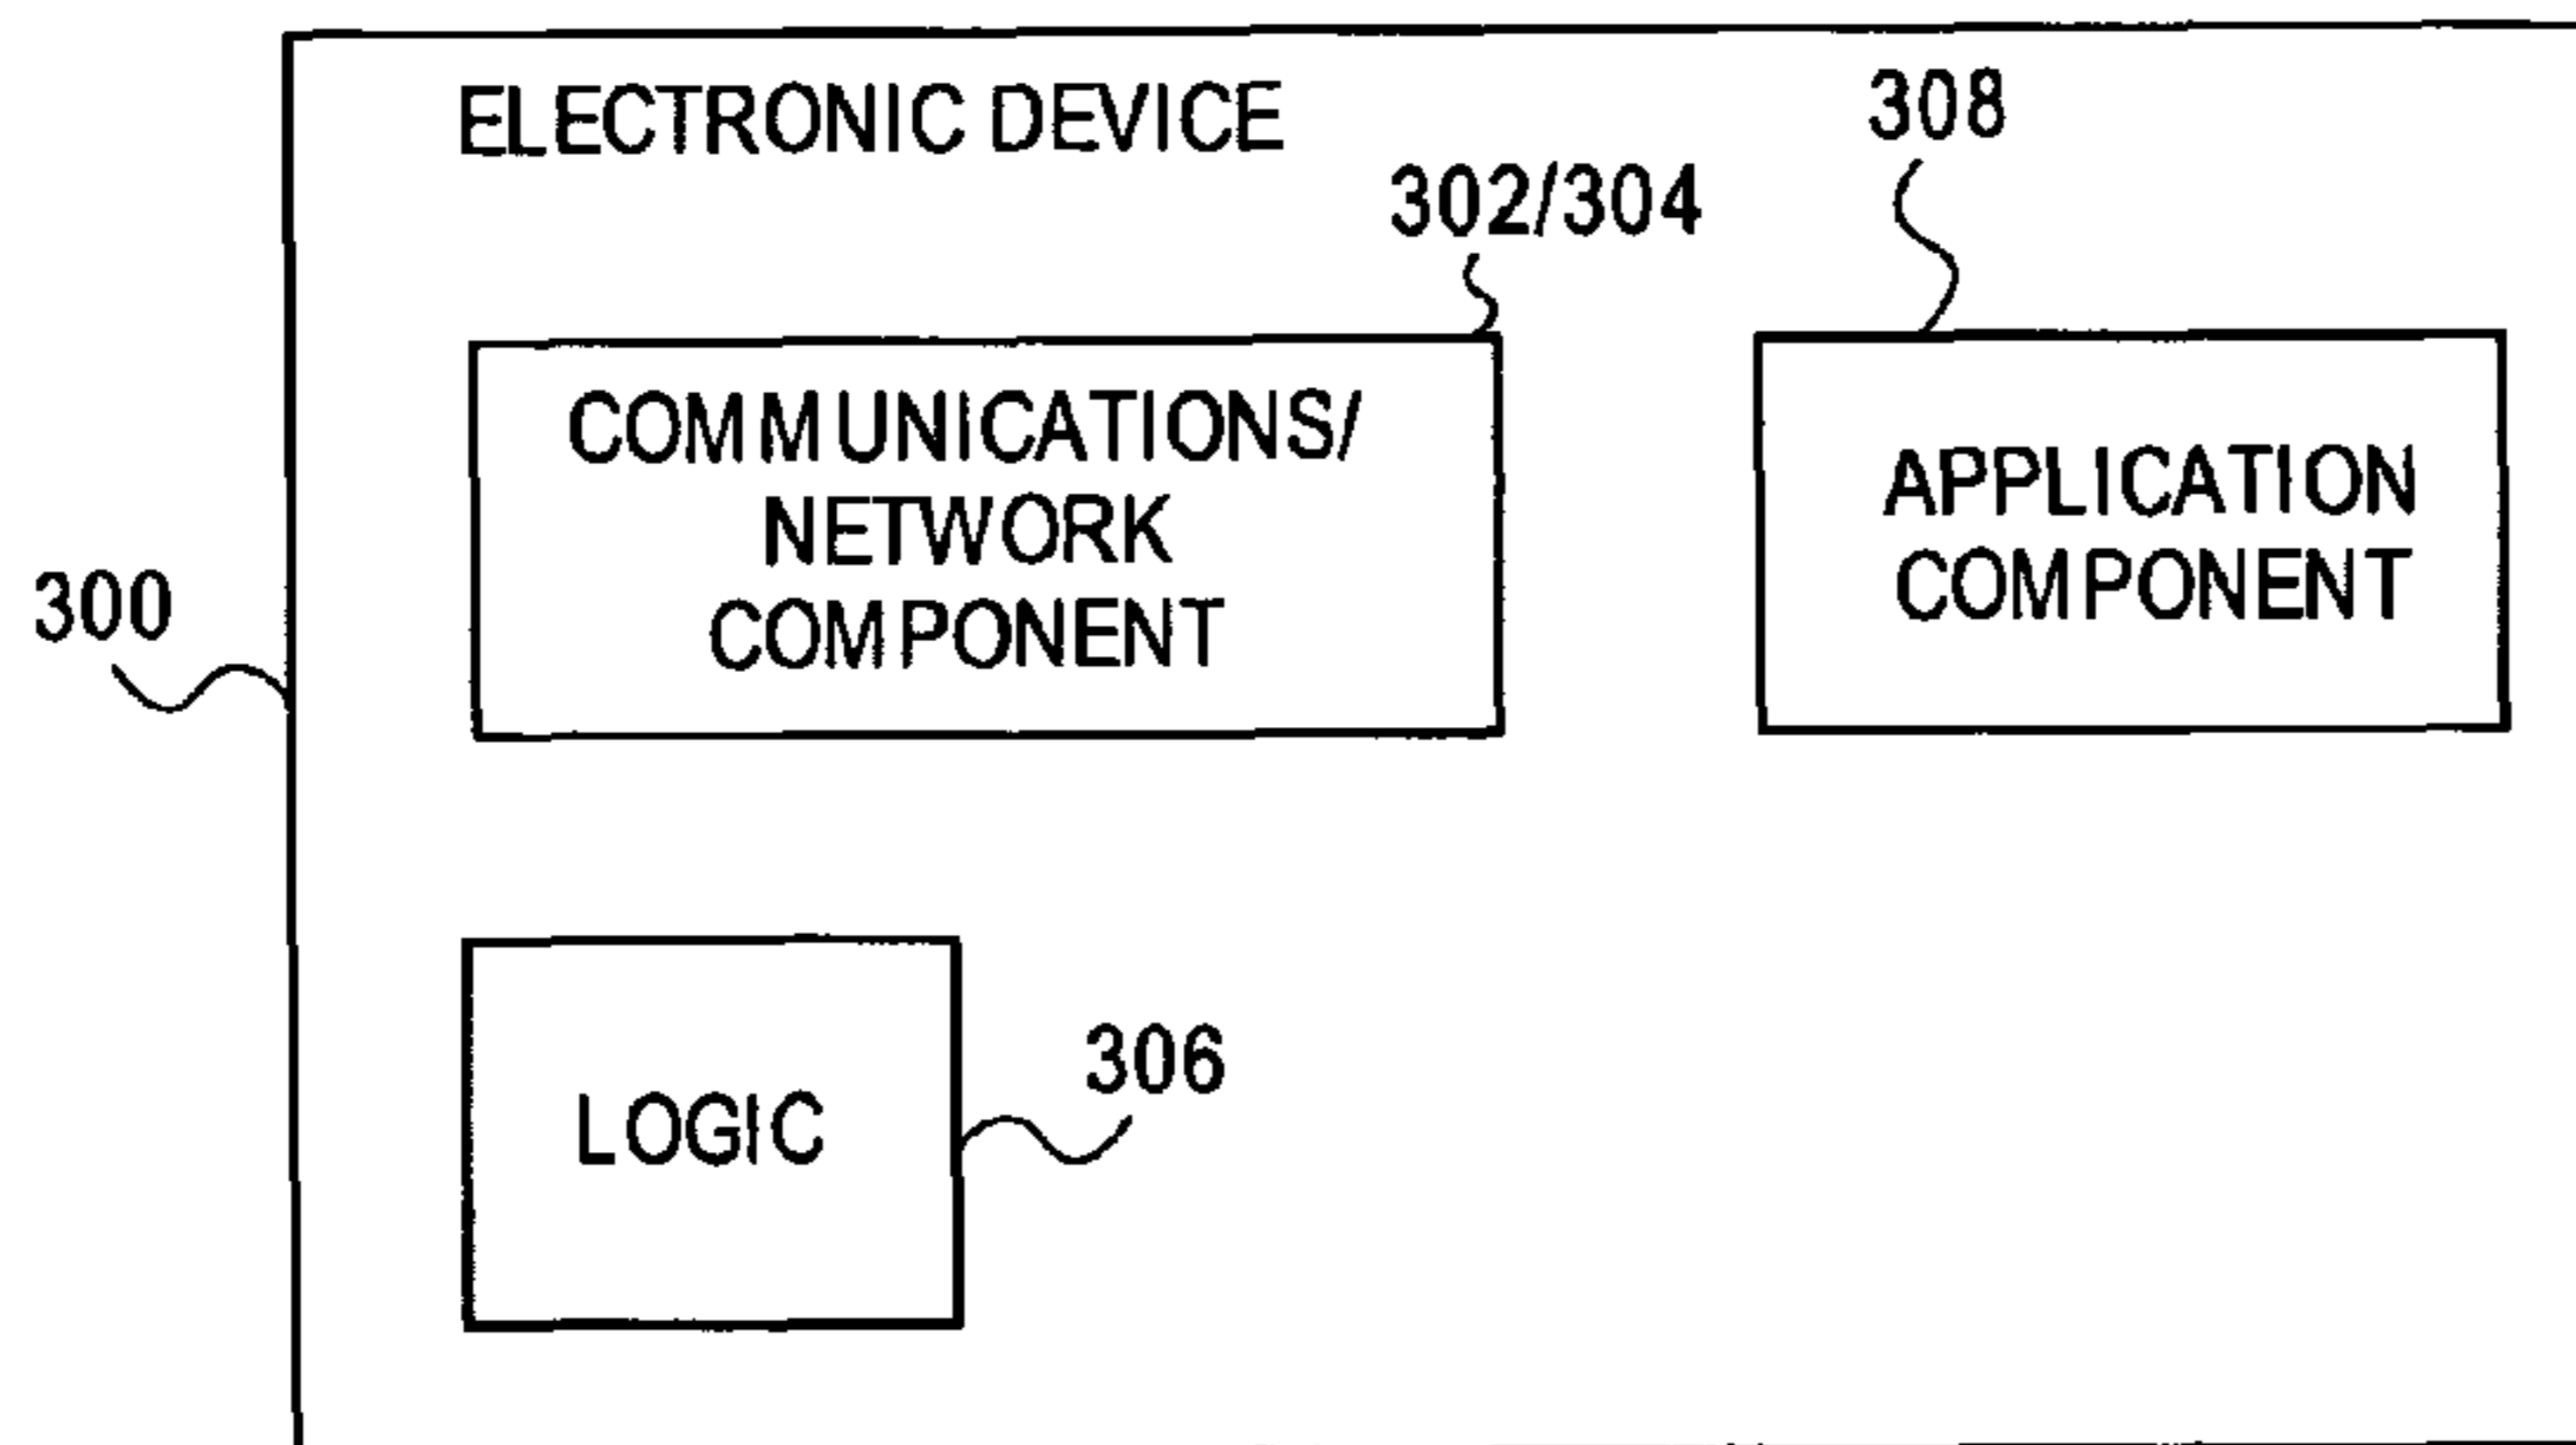 ELECTRONIC DEVICE
308
302/304
COMMUNICATIONS/
NETWORK
COMPONENT
APPLICATION
COMPONENT
300
LOGIC
306